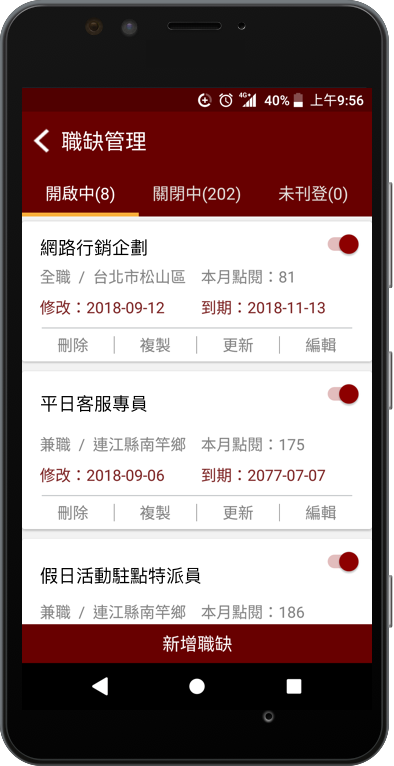 4G+ 40% 上午9:56
職缺管理
開啟中(8) 關閉中(202) 未刊登(0)
網路行銷企劃
全職 / 台北市松山區 本月點閱：81
修改：2018-09-12 到期：2018-11-13
刪除 複製 更新 編輯
平日客服專員
兼職 / 連江縣南竿鄉 本月點閱：175
修改：2018-09-06 到期：2077-07-07
刪除 複製 更新 編輯
假日活動駐點特派員
兼職 / 連江縣南竿鄉 本月點閱：186
新增職缺